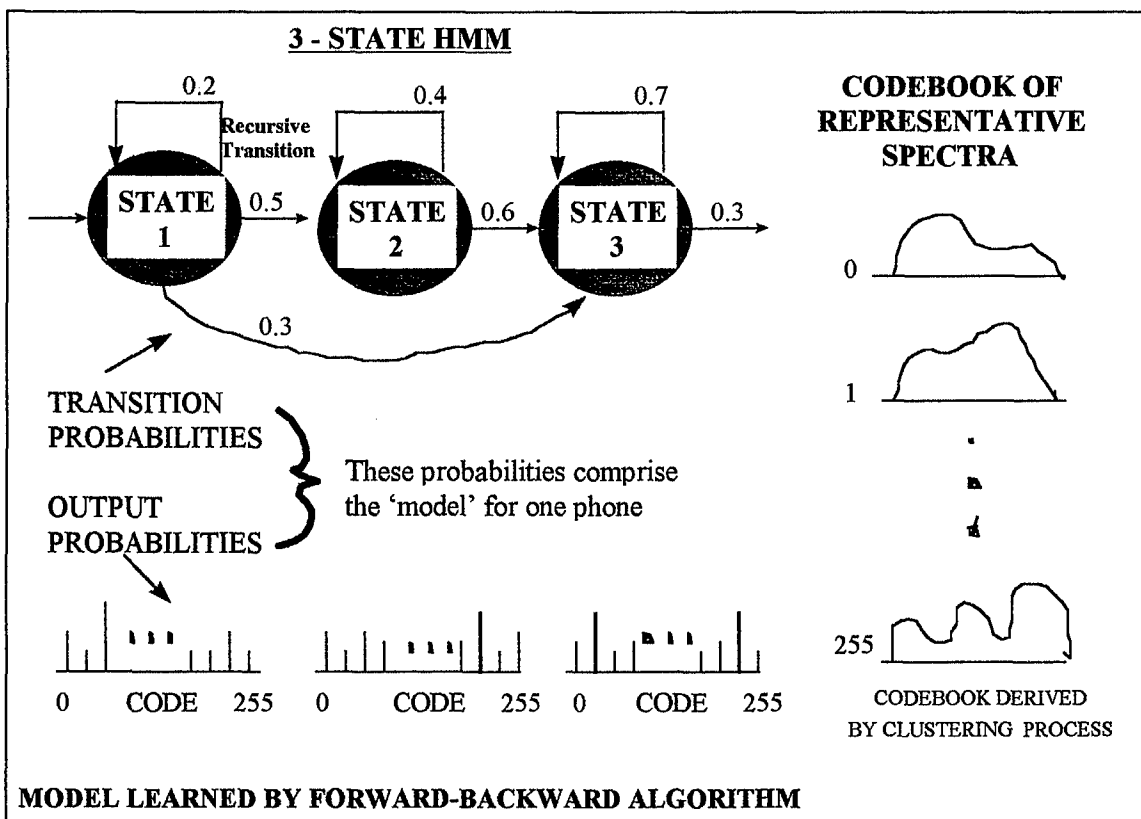 3 - STATE HMM
0.2
0.4
0.7
Recursive
Transition
STATE
1
0.5
STATE
2
0.6
STATE
3
0.3
0.3
TRANSITION
PROBABILITIES
OUTPUT
PROBABILITIES
These probabilities comprise
the ‘model’ for one phone
0 CODE 255
0 CODE 255
0 CODE 255
CODEBOOK OF
REPRESENTATIVE
SPECTRA
0
1
255
CODEBOOK DERIVED
BY CLUSTERING PROCESS
MODEL LEARNED BY FORWARD-BACKWARD ALGORITHM